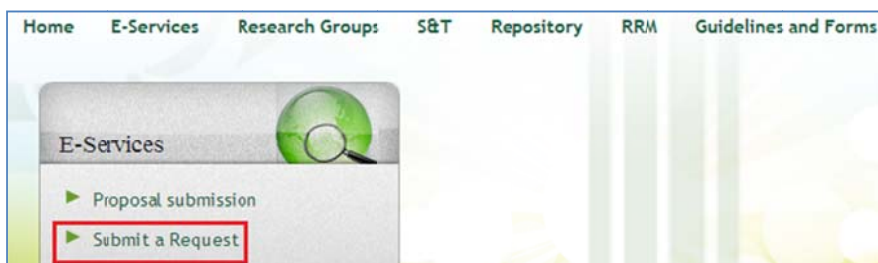 Home E-Services Research Groups S&T Repository RRM Guidelines and Forms
E-Services
Proposal submission
Submit a Request